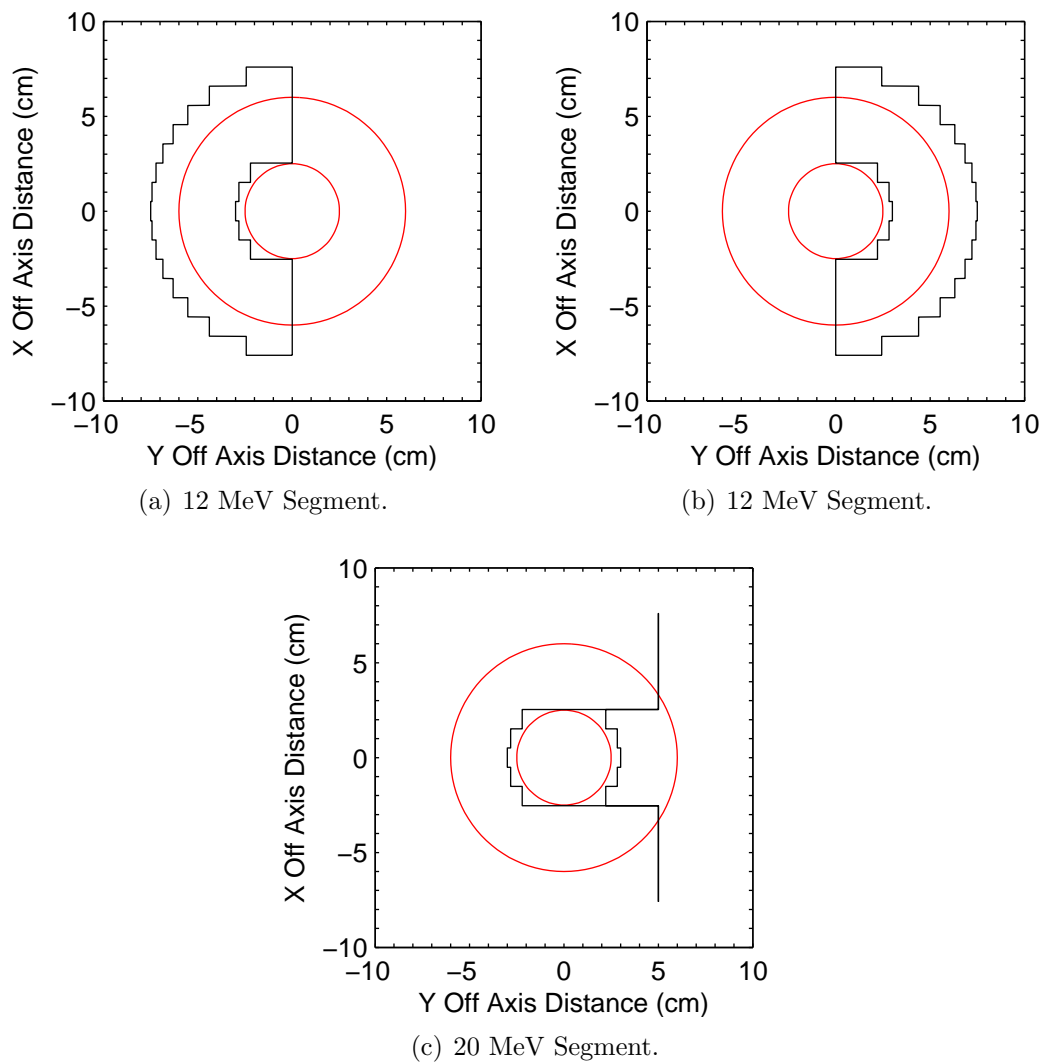 10
5
0
−5
−10
−10 −5 0 5 10
X Off Axis Distance (cm)
Y Off Axis Distance (cm)
(a) 12 MeV Segment.
10
5
0
−5
−10
−10 −5 0 5 10
X Off Axis Distance (cm)
Y Off Axis Distance (cm)
(b) 12 MeV Segment.
10
5
0
−5
−10
−10 −5 0 5 10
X Off Axis Distance (cm)
Y Off Axis Distance (cm)
(c) 20 MeV Segment.